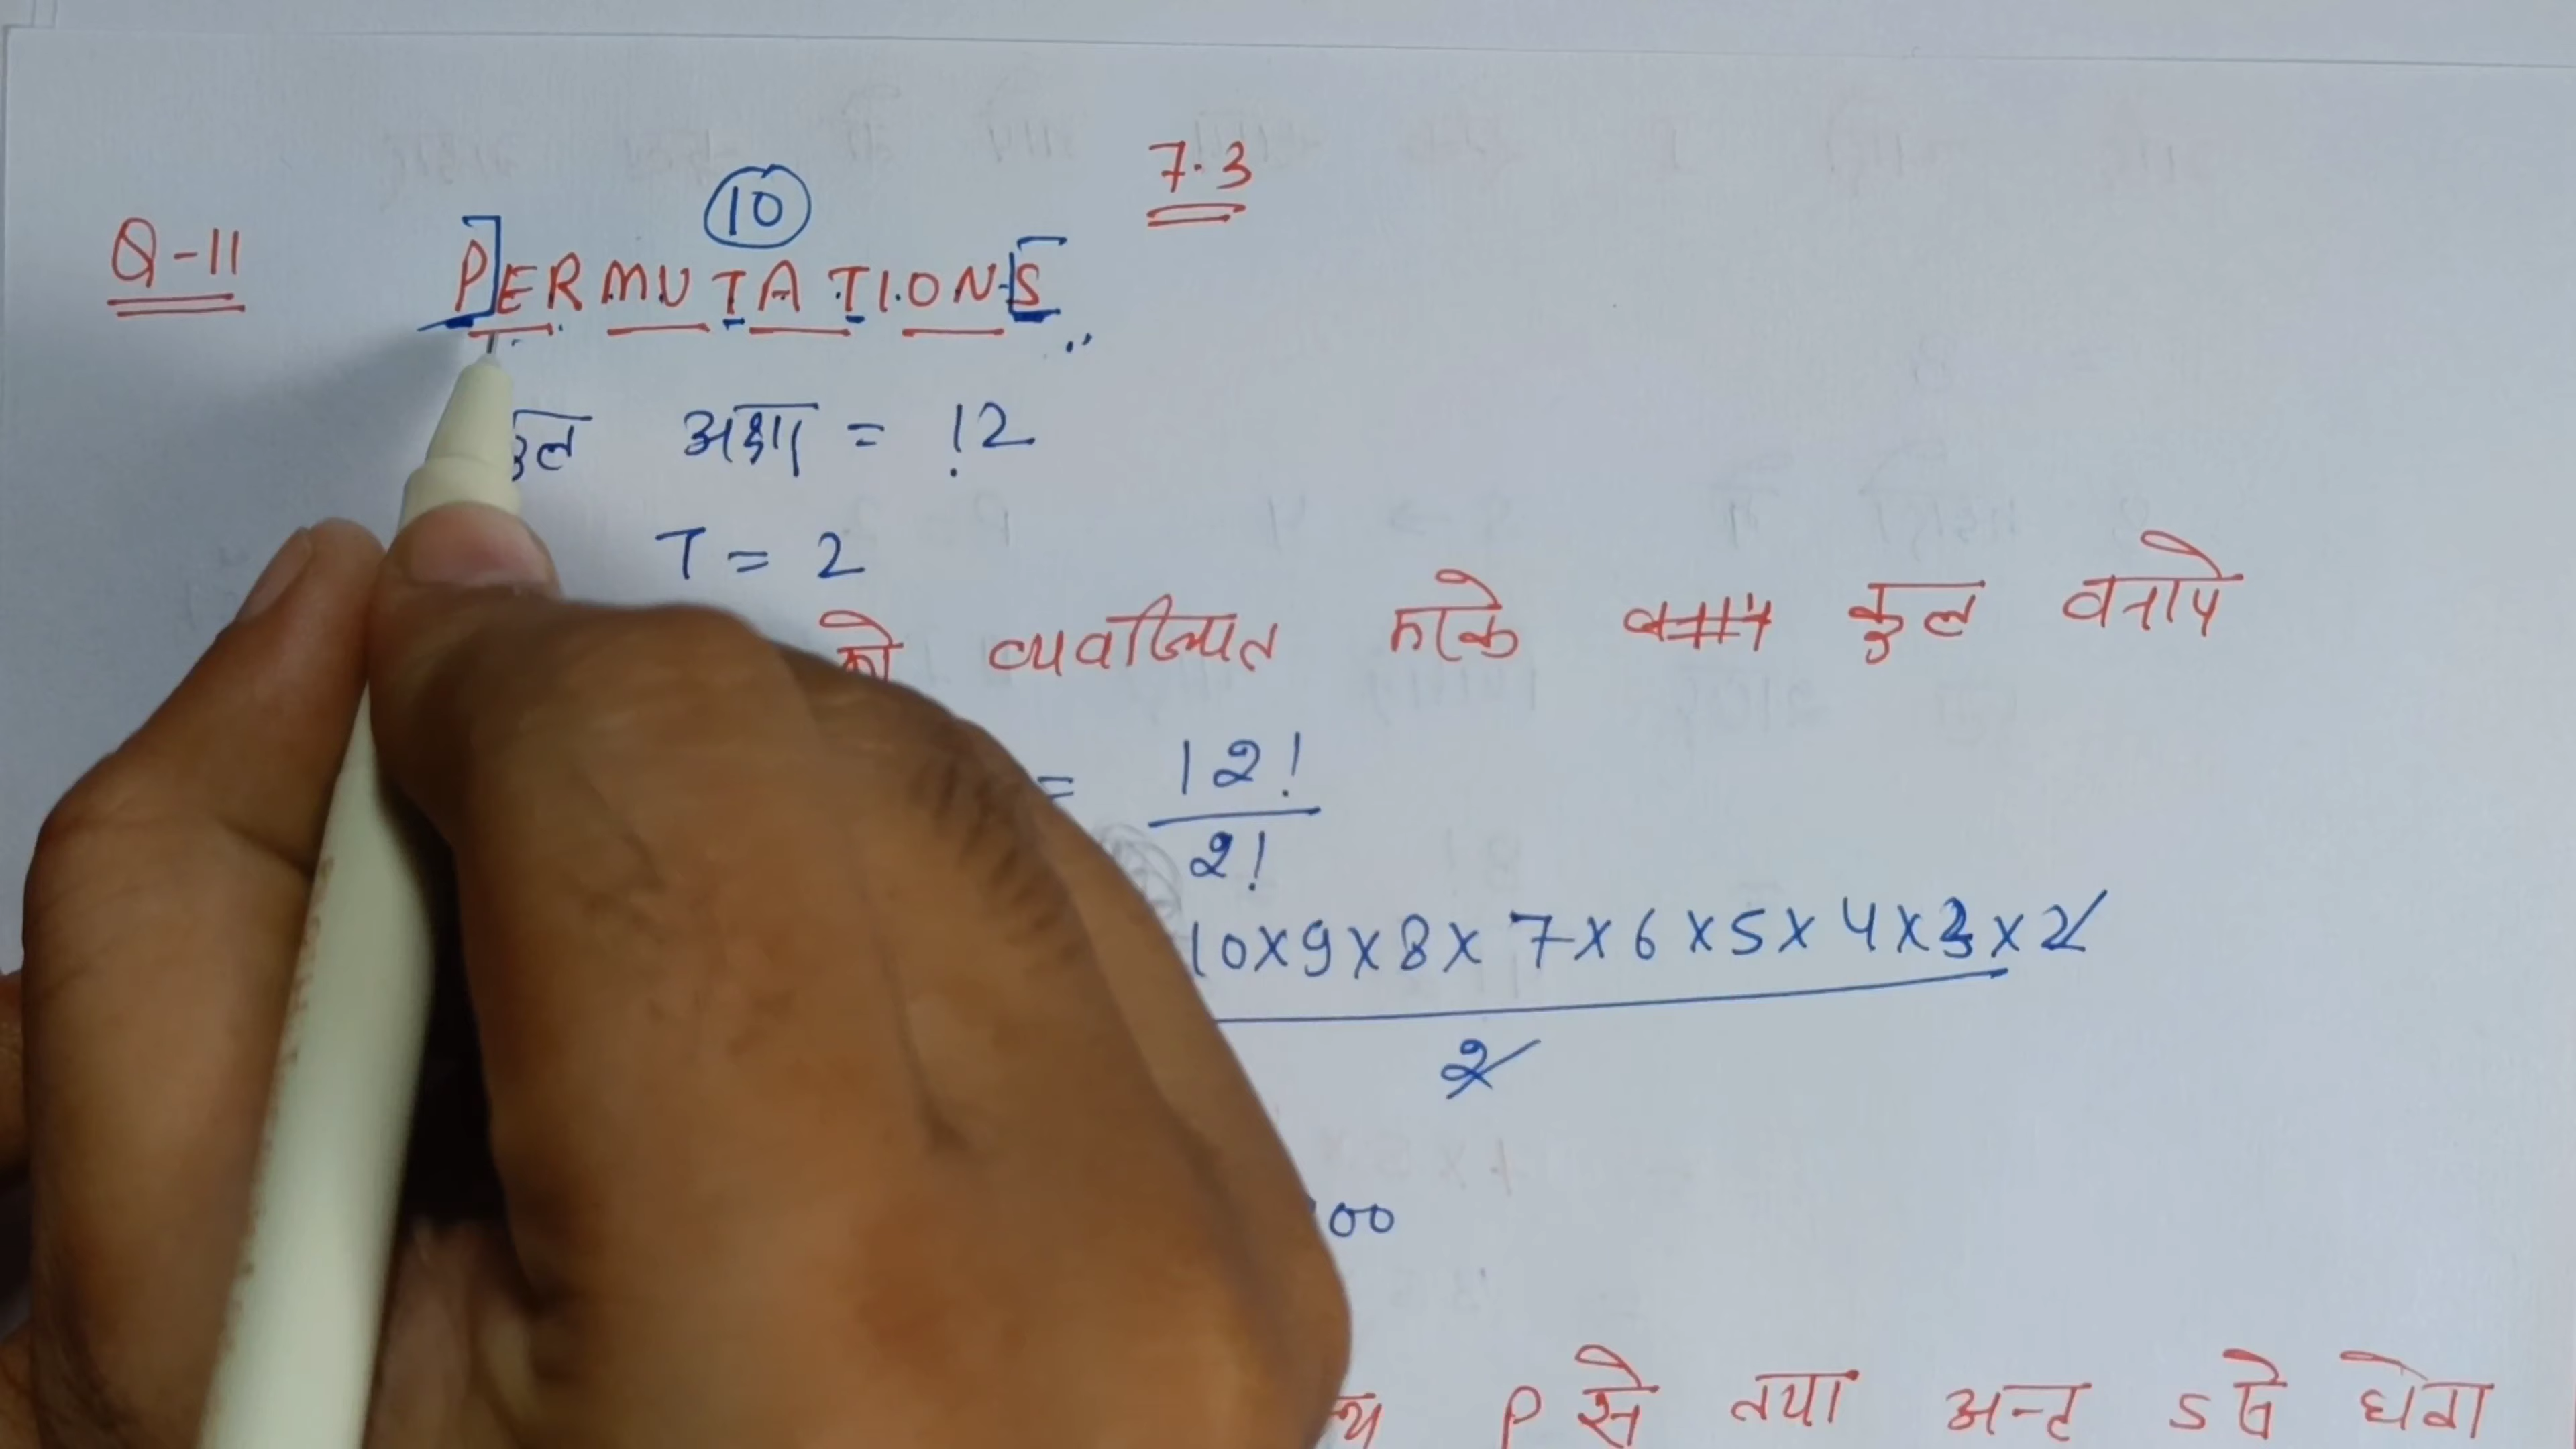 7.3
10
Q-11 PERMUTATIONS
अक्षर = 12
T = 2
को व्यवस्थित करके कुल बताये
= 12!
2!
10×9×8×7×6×5×4×3×2
2
00
P से तथा अन्त S से होगा